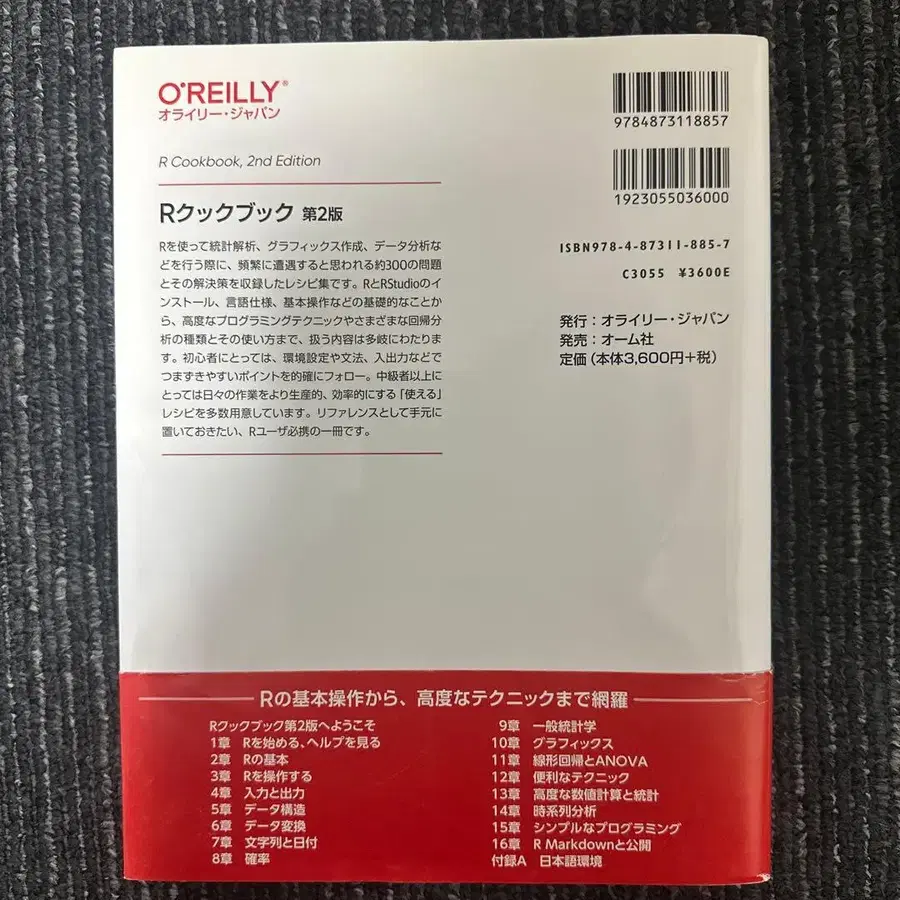 O'REILLY®
オライリー・ジャパン
R Cookbook, 2nd Edition
Rクックブック 第2版
Rを使って統計解析、グラフィックス作成、データ分析な
どを行う際に、頻繁に遭遇すると思われる約300の問題
とその解決策を収録したレシピ集です。RとRStudioのイ
ンストール、言語仕様、基本操作などの基礎的なことか
ら、高度なプログラミングテクニックやさまざまな回帰分
析の種類とその使い方まで、扱う内容は多岐にわたりま
す。初心者にとっては、環境設定や文法、入出力などで
つまずきやすいポイントを的確にフォロー。中級者以上に
とっては日々の作業をより生産的、効率的にする「使える」
レシピを多数用意しています。リファレンスとして手元に
置いておきたい、Rユーザ必携の一冊です。
9784873118857
1923055036000
ISBN978-4-87311-885-7
C3055 ¥3600E
発行：オライリー・ジャパン
発売：オーム社
定価（本体3,600円+税）
Rの基本操作から、高度なテクニックまで網羅
Rクックブック第2版へようこそ
1章 Rを始める、ヘルプを見る
2章 Rの基本
3章 Rを操作する
4章 入力と出力
5章 データ構造
6章 データ変換
7章 文字列と日付
8章 確率
9章 一般統計学
10章 グラフィックス
11章 線形回帰とANOVA
12章 便利なテクニック
13章 高度な数値計算と統計
14章 時系列分析
15章 シンプルなプログラミング
16章 R Markdownと公開
付録A 日本語環境